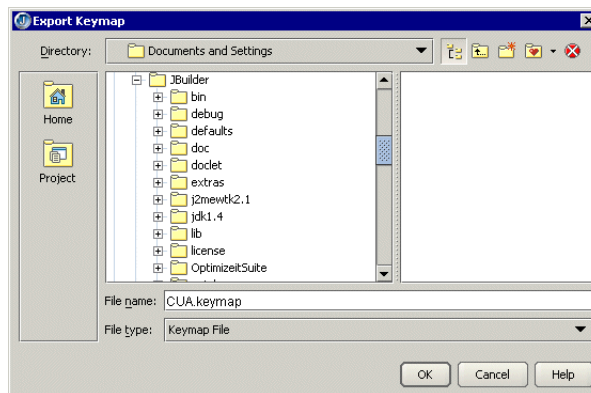 Export Keymap
Directory: Documents and Settings
Home
Project
JBuilder
bin
debug
defaults
doc
doclet
extras
j2mewtk2.1
jdk1.4
lib
license
OptimizeitSuite
File name: CUA.keymap
File type: Keymap File
OK Cancel Help